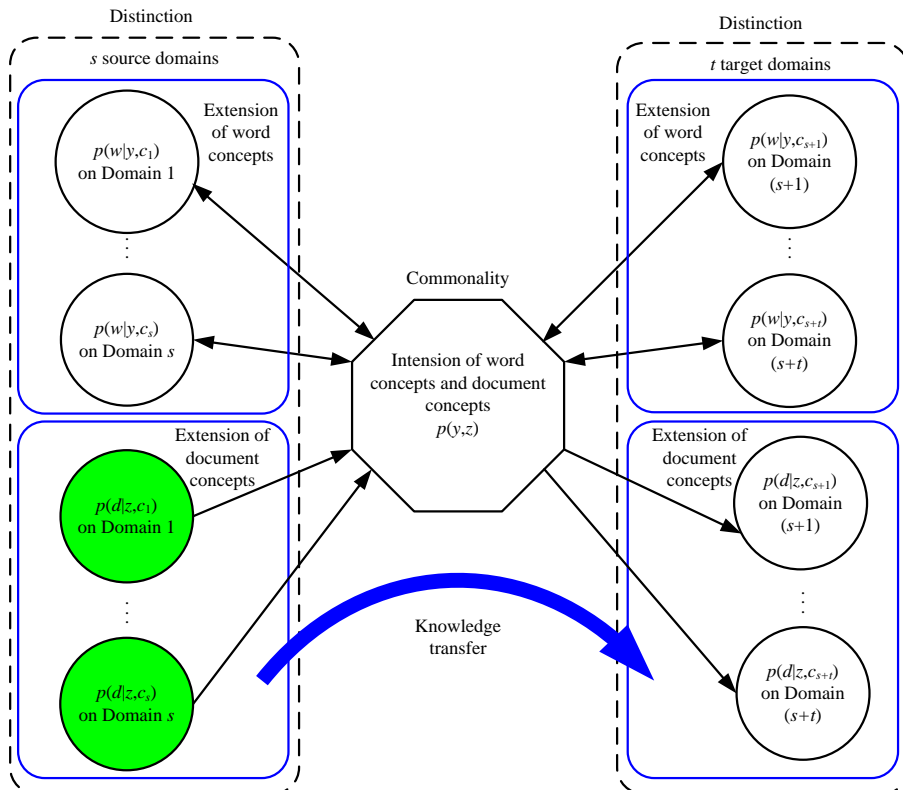 Distinction
s source domains
Extension
of word
concepts
p(w|y,c₁)
on Domain 1
⋮
p(w|y,cₛ)
on Domain s
Extension of
document
concepts
p(d|z,c₁)
on Domain 1
⋮
p(d|z,cₛ)
on Domain s
Commonality
Intension of word
concepts and document
concepts
p(y,z)
Knowledge
transfer
Distinction
t target domains
Extension
of word
concepts
p(w|y,cₛ₊₁)
on Domain
(s+1)
⋮
p(w|y,cₛ₊ₜ)
on Domain
(s+t)
Extension of
document
concepts
p(d|z,cₛ₊₁)
on Domain
(s+1)
⋮
p(d|z,cₛ₊ₜ)
on Domain
(s+t)